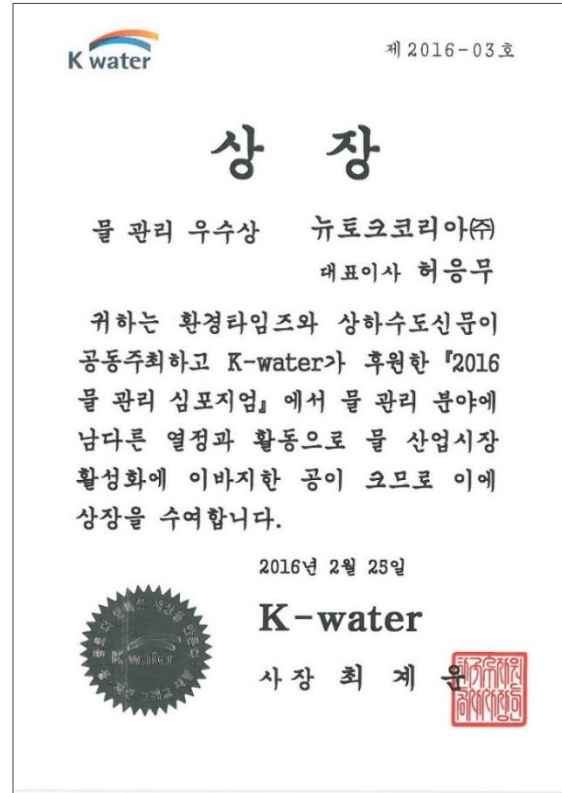 K water
제 2016-03호
상 장
물 관리 우수상 뉴토크코리아㈜
대표이사 허응무
귀하는 환경타임즈와 상하수도신문이
공동주최하고 K-water가 후원한 『2016
물 관리 심포지엄』에서 물 관리 분야에
남다른 열정과 활동으로 물 산업시장
활성화에 이바지한 공이 크므로 이에
상장을 수여합니다.
2016년 2월 25일
K-water
K water
사장 최 계 운